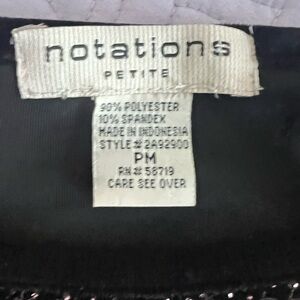 notations
PETITE
90% POLYESTER
10% SPANDEX
MADE IN INDONESIA
STYLE# 2A92900
PM
RN# 58719
CARE SEE OVER